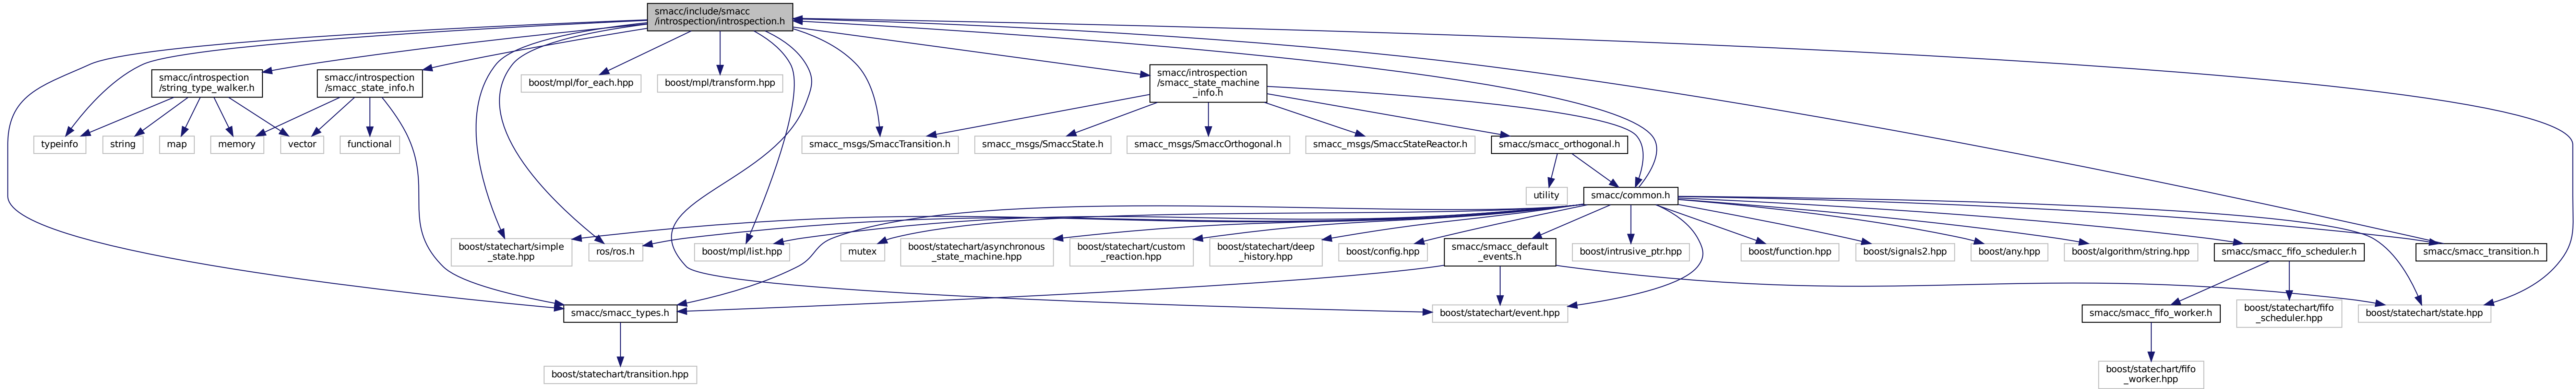 smacc/include/smacc
/introspection/introspection.h
smacc/introspection
/string_type_walker.h
smacc/introspection
/smacc_state_info.h
boost/mpl/for_each.hpp
boost/mpl/transform.hpp
smacc/introspection
/smacc_state_machine
_info.h
typeinfo
string
map
memory
vector
functional
smacc_msgs/SmaccTransition.h
smacc_msgs/SmaccState.h
smacc_msgs/SmaccOrthogonal.h
smacc_msgs/SmaccStateReactor.h
smacc/smacc_orthogonal.h
utility
smacc/common.h
boost/statechart/simple
_state.hpp
ros/ros.h
boost/mpl/list.hpp
mutex
boost/statechart/asynchronous
_state_machine.hpp
boost/statechart/custom
_reaction.hpp
boost/statechart/deep
_history.hpp
boost/config.hpp
smacc/smacc_default
_events.h
boost/intrusive_ptr.hpp
boost/function.hpp
boost/signals2.hpp
boost/any.hpp
boost/algorithm/string.hpp
smacc/smacc_fifo_scheduler.h
smacc/smacc_transition.h
smacc/smacc_types.h
boost/statechart/event.hpp
smacc/smacc_fifo_worker.h
boost/statechart/fifo
_scheduler.hpp
boost/statechart/state.hpp
boost/statechart/transition.hpp
boost/statechart/fifo
_worker.hpp